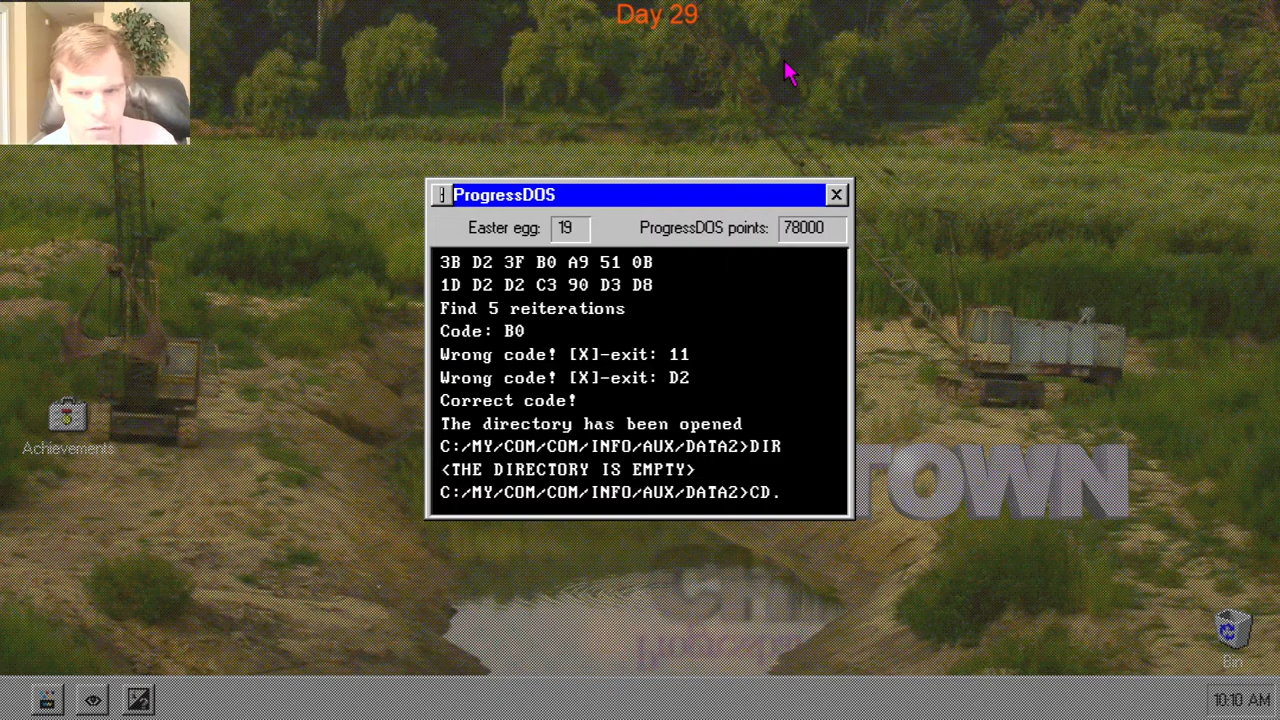 Day 29
ProgressDOS
Easter egg: 19 ProgressDOS points: 78000
3B D2 3F B0 A9 51 0B
1D D2 D2 C3 90 D3 D8
Find 5 reiterations
Code: B0
Wrong code! [X]-exit: 11
Wrong code! [X]-exit: D2
Correct code!
The directory has been opened
C:/MY/COM/COM/INFO/AUX/DATA2>DIR
<THE DIRECTORY IS EMPTY>
C:/MY/COM/COM/INFO/AUX/DATA2>CD.
Achievements
TOWN
Bin
10:10 AM